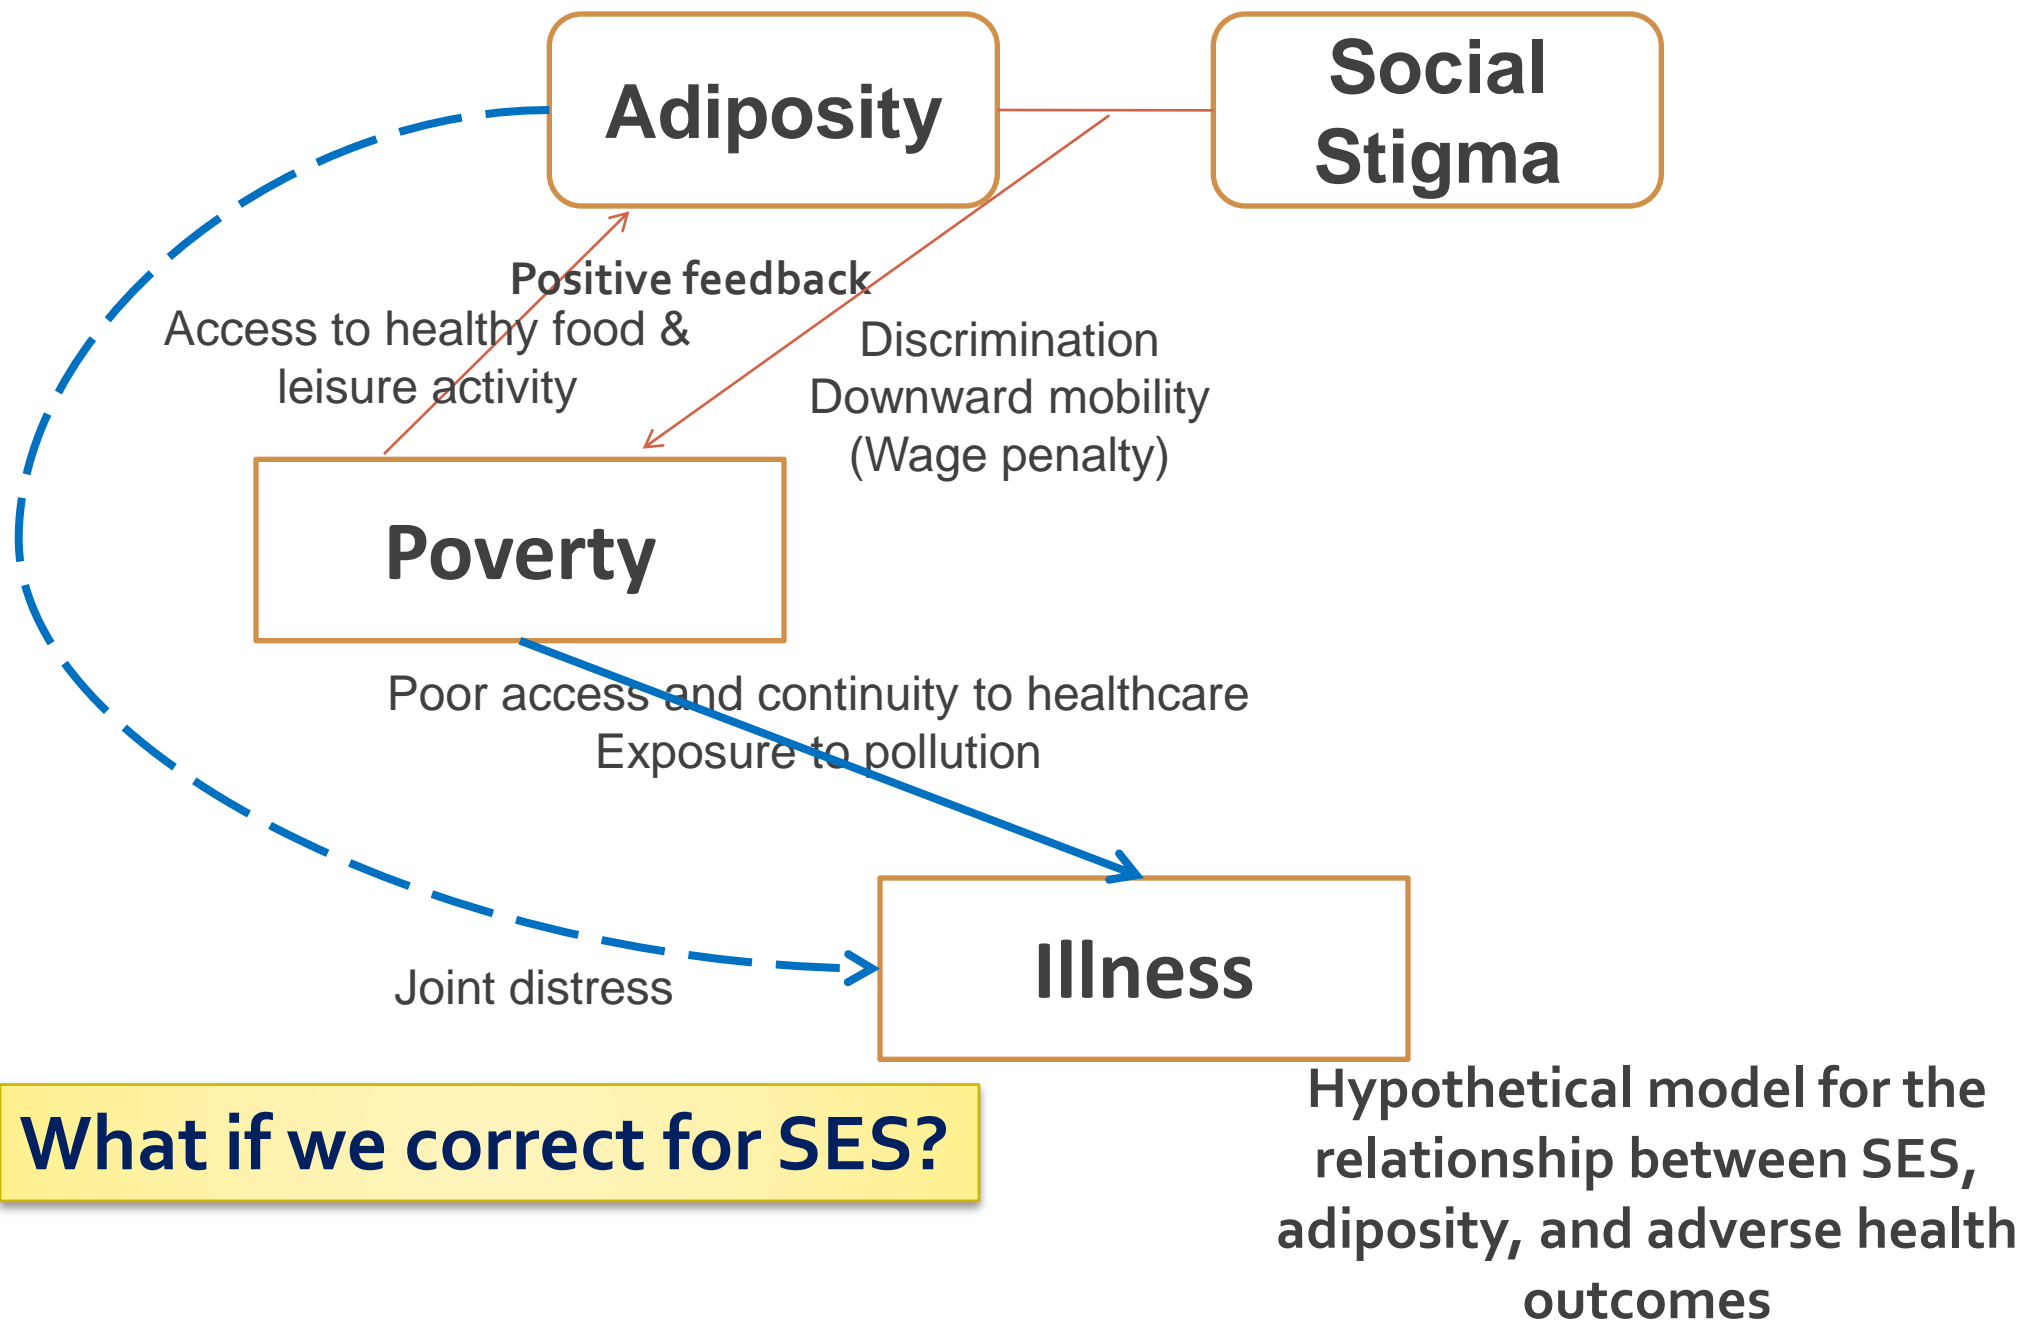 Adiposity
Social
Stigma
Positive feedback
Access to healthy food &
leisure activity
Discrimination
Downward mobility
(Wage penalty)
Poverty
Poor access and continuity to healthcare
Exposure to pollution
Illness
Joint distress
What if we correct for SES?
Hypothetical model for the
relationship between SES,
adiposity, and adverse health
outcomes